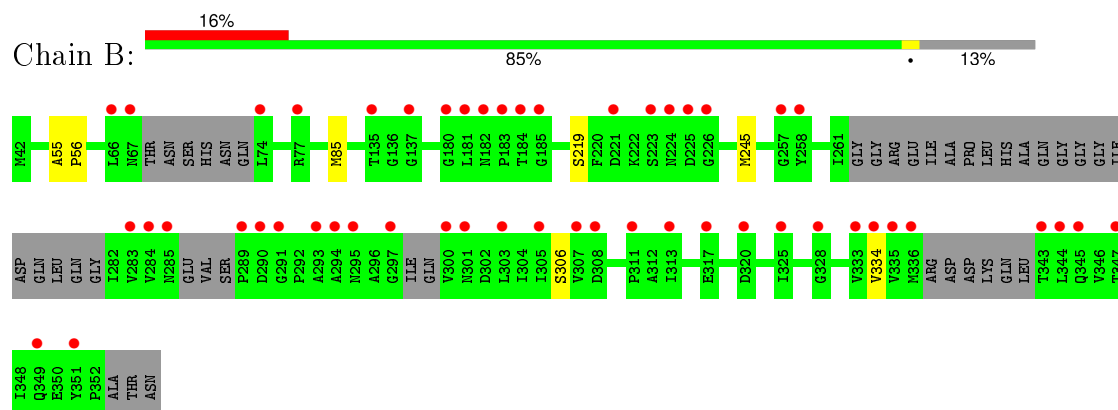 16%
Chain B:
85% • 13%
M42 A55 P56 L66 N67 THR ASN SER HIS ASN GLN L74 R77 M85 T135 G136 G137 G180 L181 N182 P183 T184 G185 S219 F220 D221 K222 S223 N224 D225 G226 M245 G257 Y258 I261 GLY GLY ARG GLU ILE ALA PRO LEU HIS ALA GLN GLY GLY GLY GLY ILE
ASP GLN LEU GLN GLY I282 V283 V284 N285 GLU VAL SER P289 D290 G291 P292 A293 A294 N295 A296 G297 ILE GLN V300 N301 D302 L303 I304 I305 S306 V307 D308 P311 A312 I313 E317 D320 I325 G328 V333 V334 V335 M336 ARG ASP ASP LYS GLN LEU T343 L344 Q345 V346 T347
I348 Q349 E350 Y351 P352 ALA THR ASN